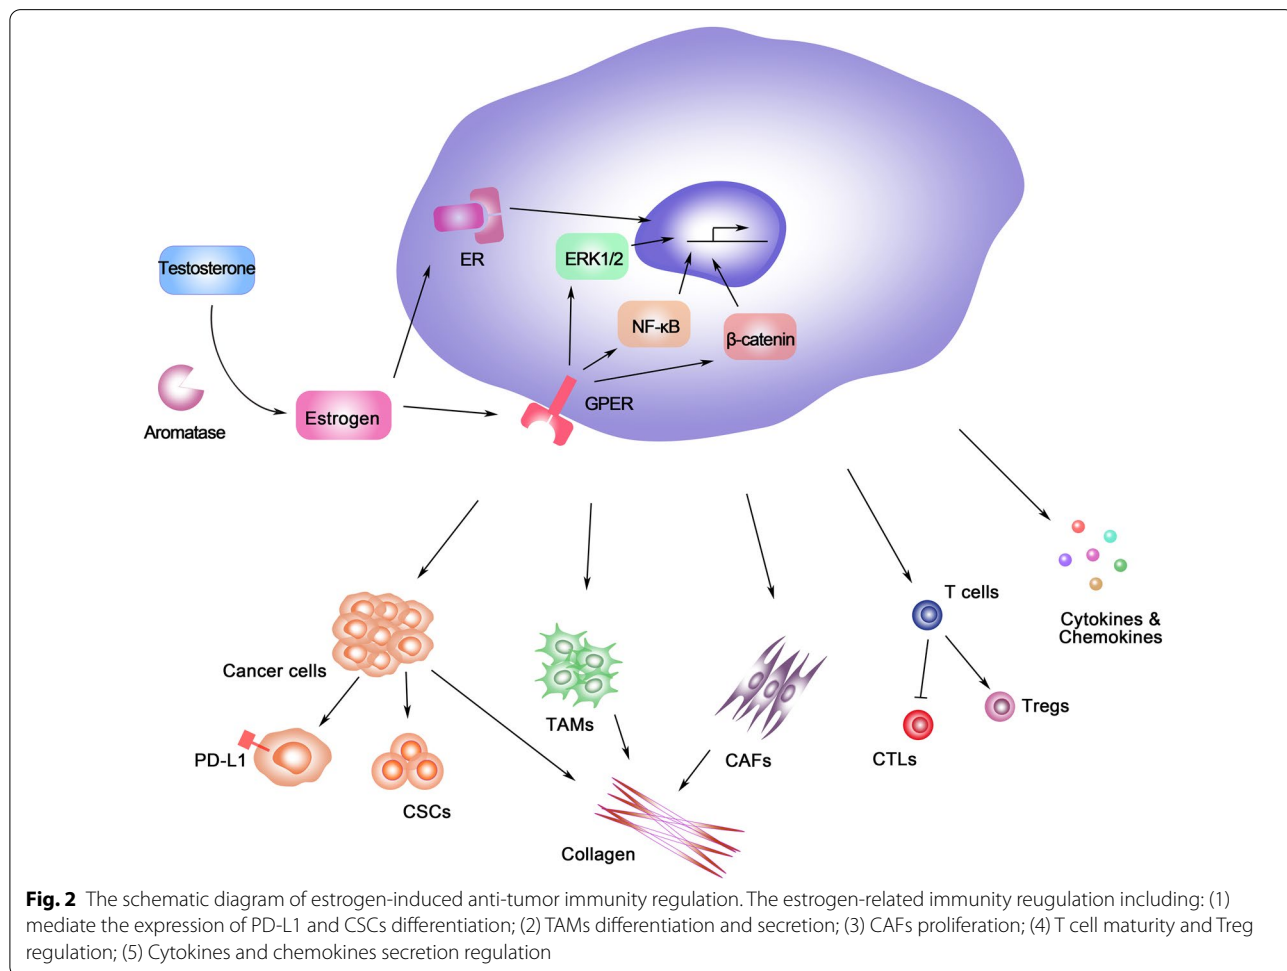 Testosterone
Aromatase
Estrogen
ER
ERK1/2
NF-κB
β-catenin
GPER
Cancer cells
PD-L1
CSCs
TAMs
Collagen
CAFs
T cells
CTLs
Tregs
Cytokines &
Chemokines
Fig. 2 The schematic diagram of estrogen-induced anti-tumor immunity regulation. The estrogen-related immunity reugulation including: (1)
mediate the expression of PD-L1 and CSCs differentiation; (2) TAMs differentiation and secretion; (3) CAFs proliferation; (4) T cell maturity and Treg
regulation; (5) Cytokines and chemokines secretion regulation